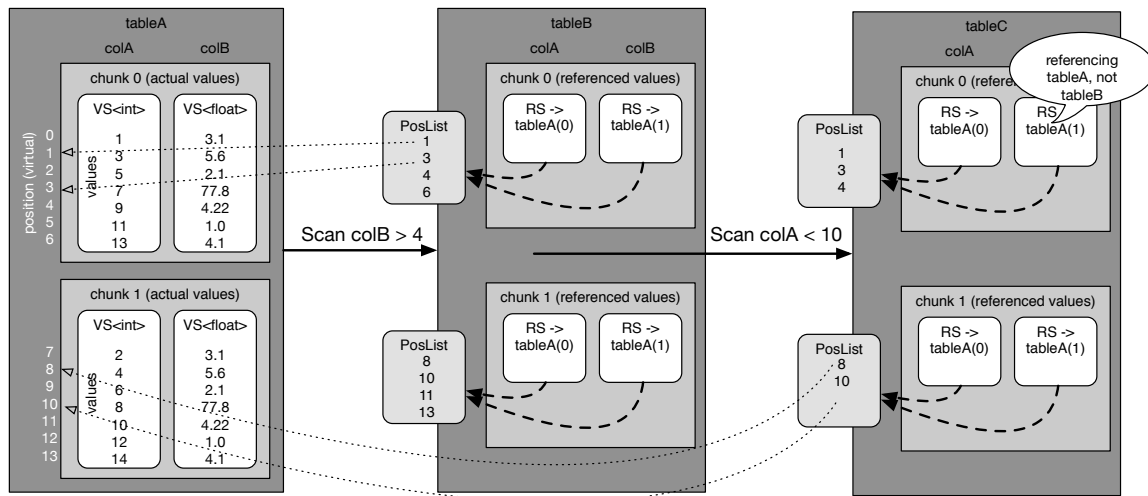 tableA
colA colB
chunk 0 (actual values)
VS<int> VS<float>
position (virtual)
values
0 1 3.1
1 3 5.6
2 5 2.1
3 7 77.8
4 9 4.22
5 11 1.0
6 13 4.1
chunk 1 (actual values)
VS<int> VS<float>
values
7 2 3.1
8 4 5.6
9 6 2.1
10 8 77.8
11 10 4.22
12 12 1.0
13 14 4.1
Scan colB > 4
tableB
colA colB
chunk 0 (referenced values)
RS -> RS ->
tableA(0) tableA(1)
PosList
1
3
4
6
chunk 1 (referenced values)
RS -> RS ->
tableA(0) tableA(1)
PosList
8
10
11
13
Scan colA < 10
tableC
colA
referencing
tableA, not
tableB
chunk 0 (refere
RS -> RS
tableA(0) tableA(1)
PosList
1
3
4
chunk 1 (referenced values)
RS -> RS ->
tableA(0) tableA(1)
PosList
8
10